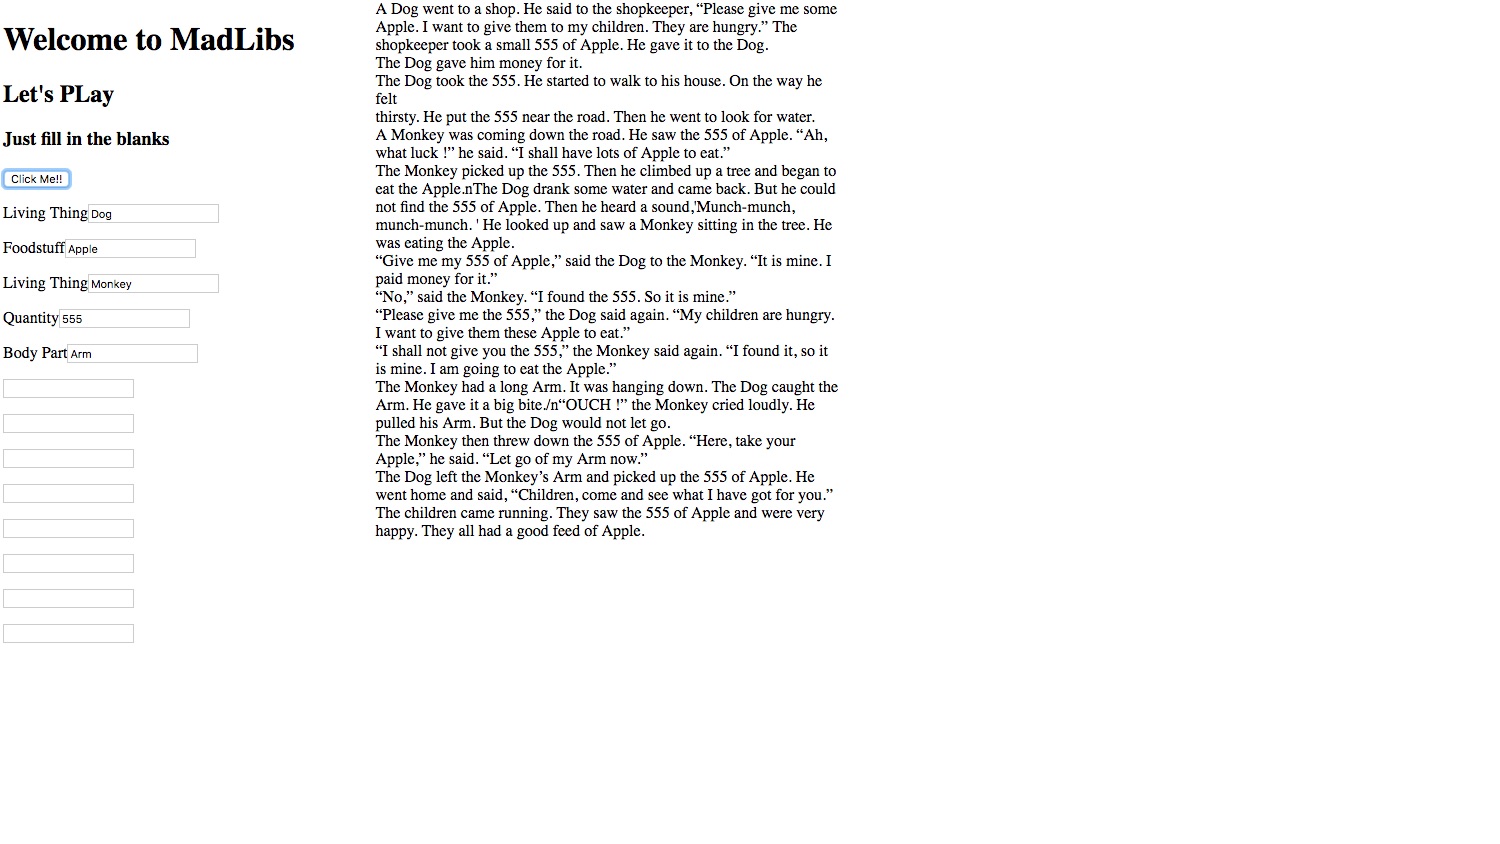 Welcome to MadLibs
Let's PLay
Just fill in the blanks
Click Me!!
Living Thing Dog
Foodstuff Apple
Living Thing Monkey
Quantity 555
Body Part Arm
A Dog went to a shop. He said to the shopkeeper, “Please give me some
Apple. I want to give them to my children. They are hungry.” The
shopkeeper took a small 555 of Apple. He gave it to the Dog.
The Dog gave him money for it.
The Dog took the 555. He started to walk to his house. On the way he
felt
thirsty. He put the 555 near the road. Then he went to look for water.
A Monkey was coming down the road. He saw the 555 of Apple. “Ah,
what luck !” he said. “I shall have lots of Apple to eat.”
The Monkey picked up the 555. Then he climbed up a tree and began to
eat the Apple.nThe Dog drank some water and came back. But he could
not find the 555 of Apple. Then he heard a sound,'Munch-munch,
munch-munch. ' He looked up and saw a Monkey sitting in the tree. He
was eating the Apple.
“Give me my 555 of Apple,” said the Dog to the Monkey. “It is mine. I
paid money for it.”
“No,” said the Monkey. “I found the 555. So it is mine.”
“Please give me the 555,” the Dog said again. “My children are hungry.
I want to give them these Apple to eat.”
“I shall not give you the 555,” the Monkey said again. “I found it, so it
is mine. I am going to eat the Apple.”
The Monkey had a long Arm. It was hanging down. The Dog caught the
Arm. He gave it a big bite./n“OUCH !” the Monkey cried loudly. He
pulled his Arm. But the Dog would not let go.
The Monkey then threw down the 555 of Apple. “Here, take your
Apple,” he said. “Let go of my Arm now.”
The Dog left the Monkey’s Arm and picked up the 555 of Apple. He
went home and said, “Children, come and see what I have got for you.”
The children came running. They saw the 555 of Apple and were very
happy. They all had a good feed of Apple.